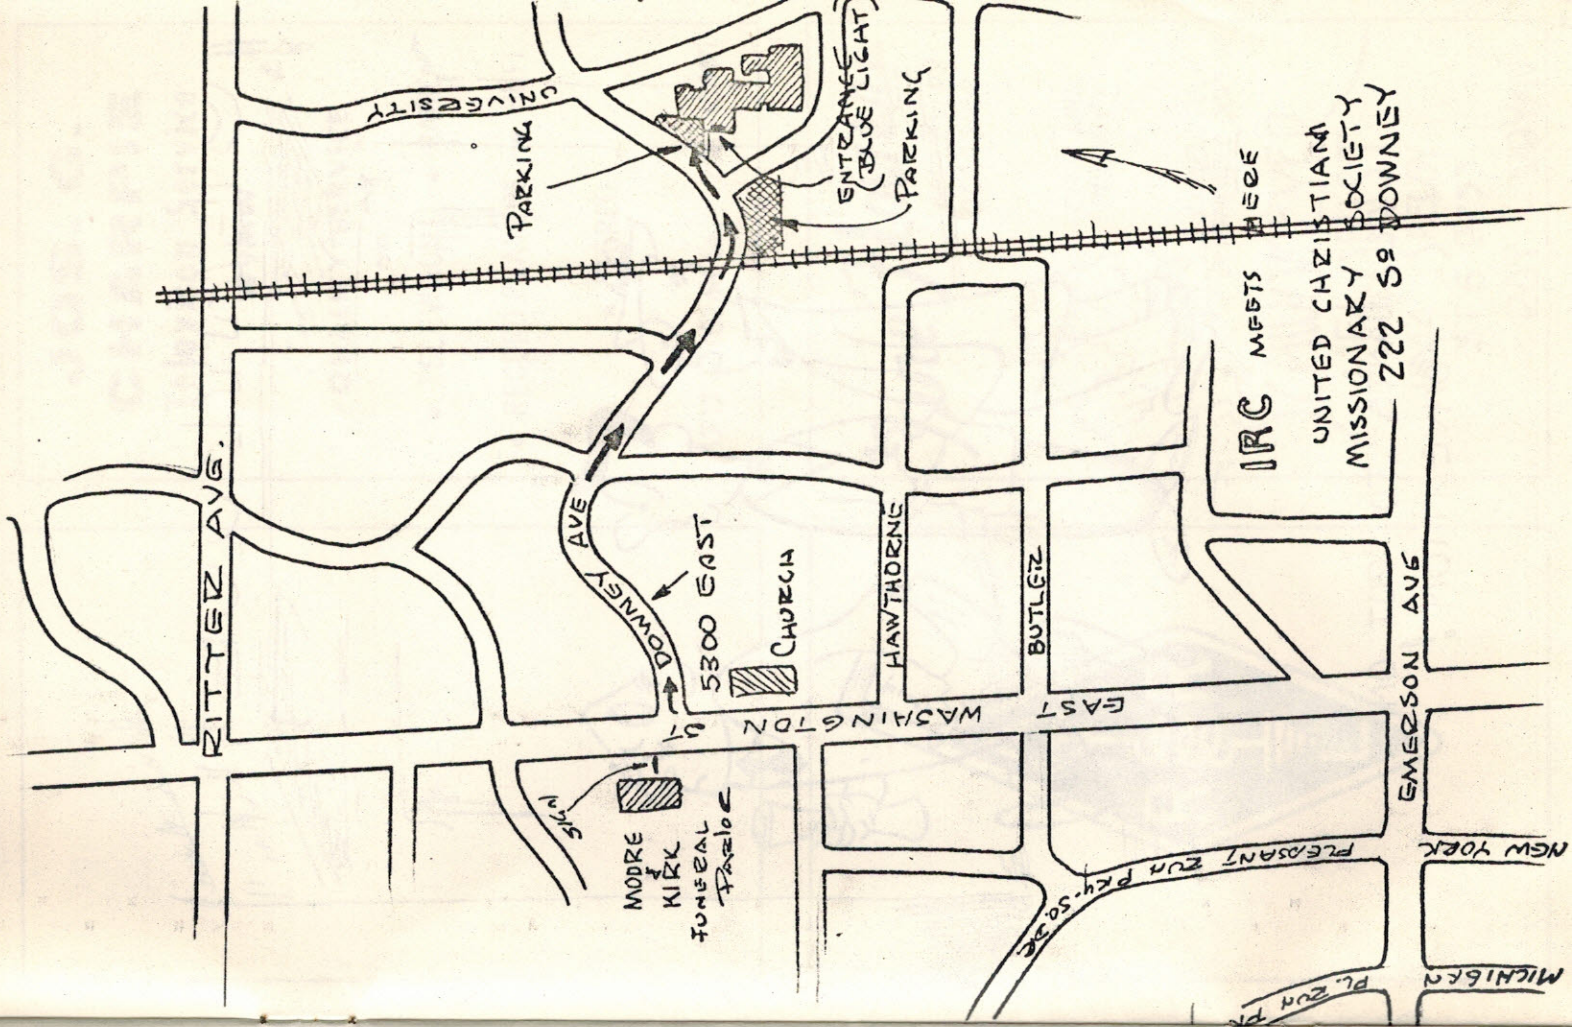 UNIVERSITY
PARKING
ENTRANCE
(BLUE LIGHT)
PARKING
RITTER AVG.
DOWNEY AVE
5300 EAST
CHURCH
HAWTHORNE
BUTLER
IRC MEETS HERE
UNITED CHRISTIAN
MISSIONARY SOCIETY
222 So DOWNEY
EAST WASHINGTON ST
SIGN
MOORE
&
KIRK
FUNERAL
PARLOR
EMERSON AVG
PLEASANT RUN PKY. SO. DR.
NEW YORK
MICHIGAN
PL. RUN PK